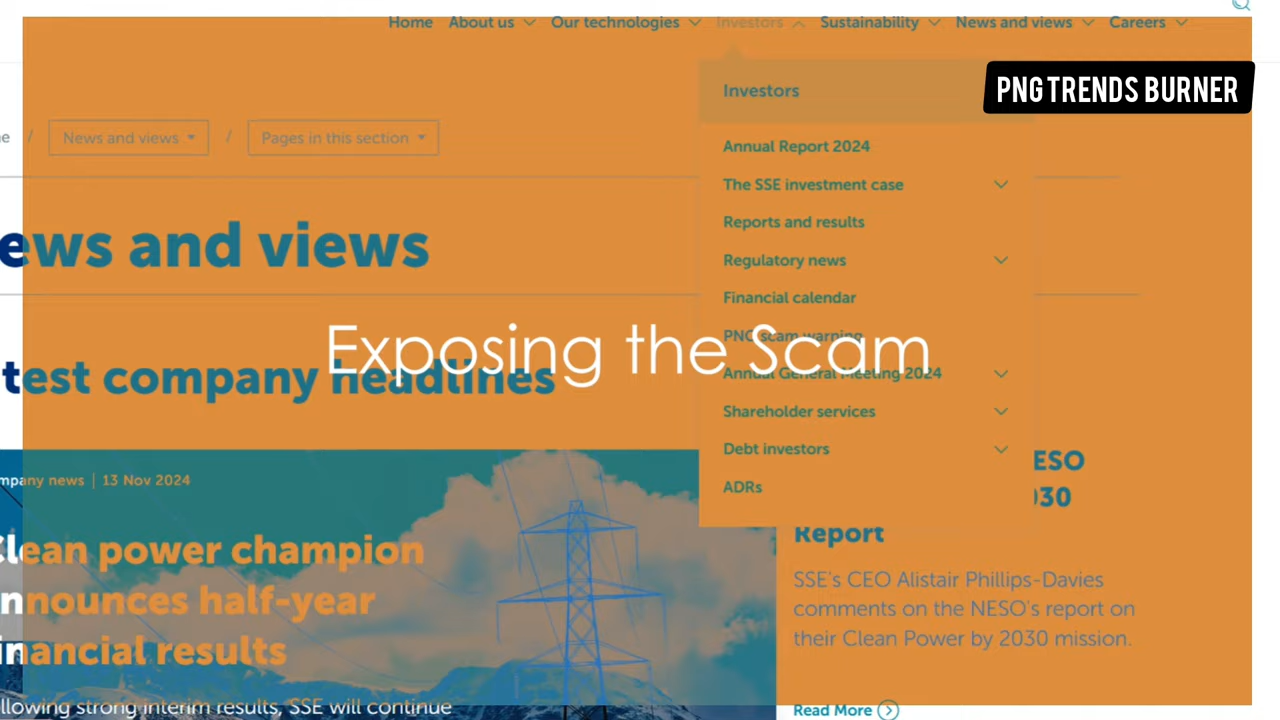 Home About us Our technologies Investors Sustainability News and views Careers
PNG TRENDS BURNER
e / News and views / Pages in this section
ews and views
test company headlines
Investors
Annual Report 2024
The SSE investment case
Reports and results
Regulatory news
Financial calendar
PNG scam warning
Annual General Meeting 2024
Shareholder services
Debt investors
ADRs
Exposing the Scam
mpany news | 13 Nov 2024
Clean power champion
nnounces half-year
inancial results
llowing strong interim results, SSE will continue
ESO
030
Report
SSE's CEO Alistair Phillips-Davies
comments on the NESO's report on
their Clean Power by 2030 mission.
Read More